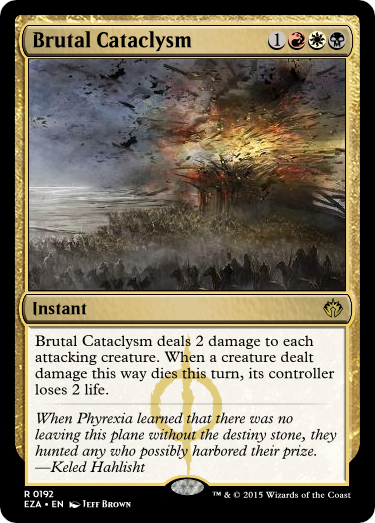 Brutal Cataclysm 1
Instant
Brutal Cataclysm deals 2 damage to each
attacking creature. When a creature dealt
damage this way dies this turn, its controller
loses 2 life.
When Phyrexia learned that there was no
leaving this plane without the destiny stone, they
hunted any who possibly harbored their prize.
—Keled Hahlisht
R 0192
EZA • EN Jeff Brown
™ & © 2015 Wizards of the Coast